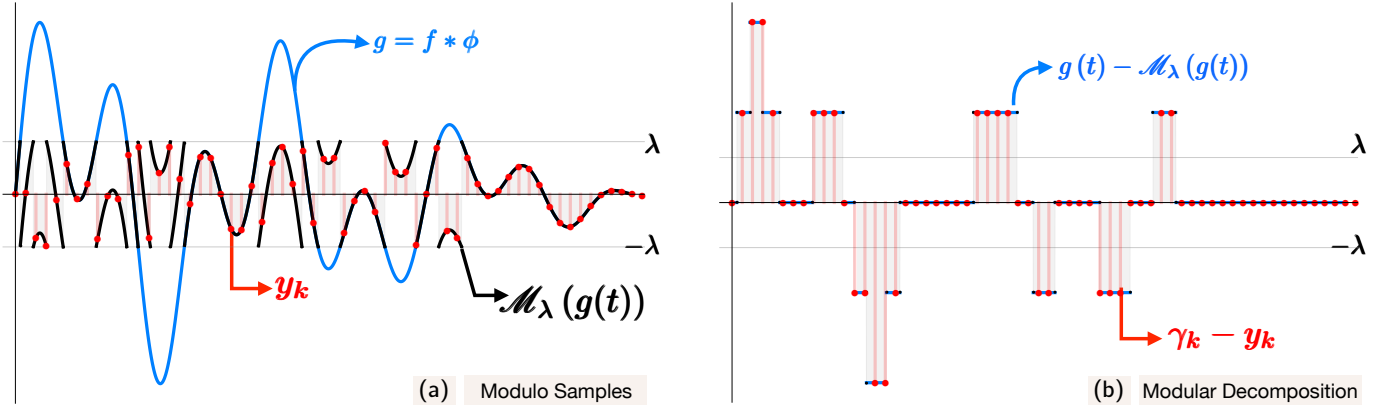 g = f ∗ ϕ
λ
−λ
y_k
ℳ_λ (g(t))
(a) Modulo Samples
g (t) − ℳ_λ (g(t))
λ
−λ
γ_k − y_k
(b) Modular Decomposition